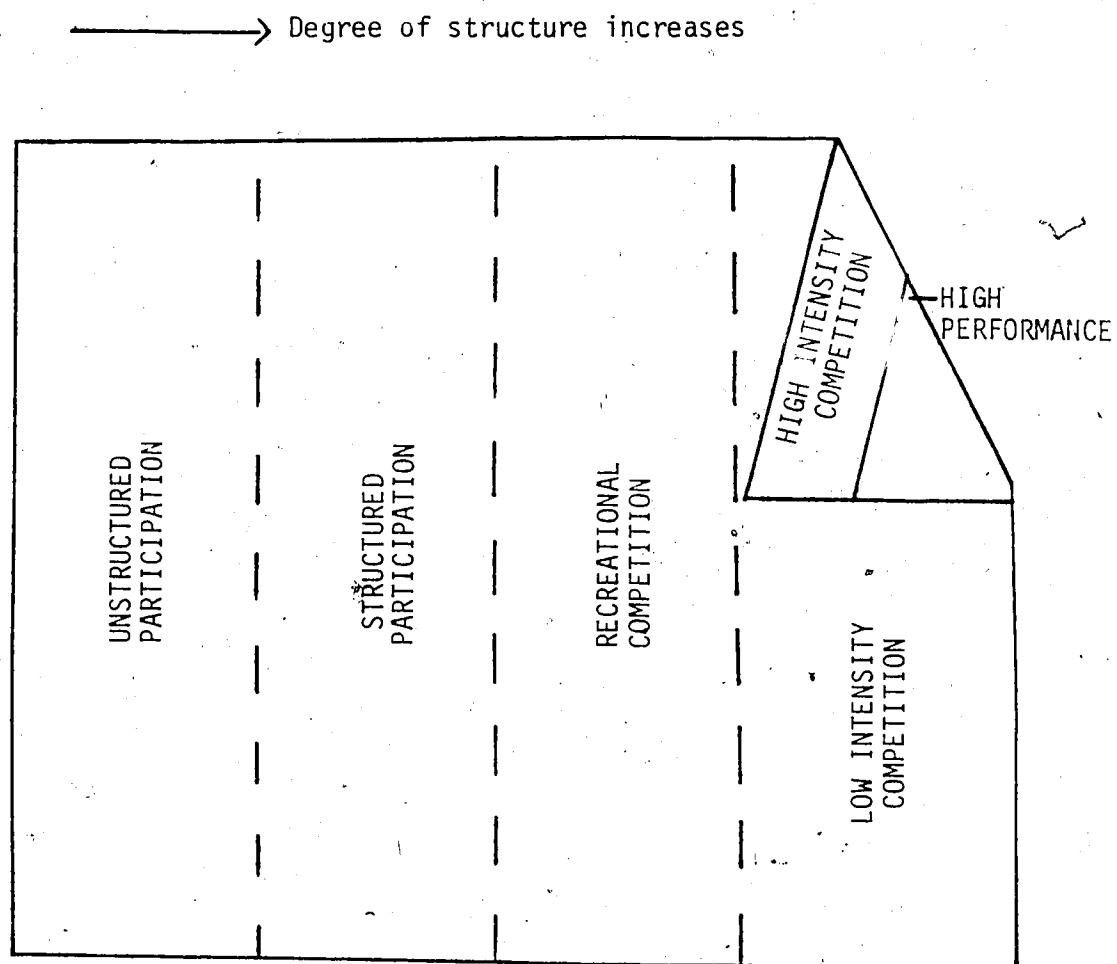 Degree of structure increases
UNSTRUCTURED
PARTICIPATION
STRUCTURED
PARTICIPATION
RECREATIONAL
COMPETITION
HIGH INTENSITY
COMPETITION
HIGH
PERFORMANCE
LOW INTENSITY
COMPETITION